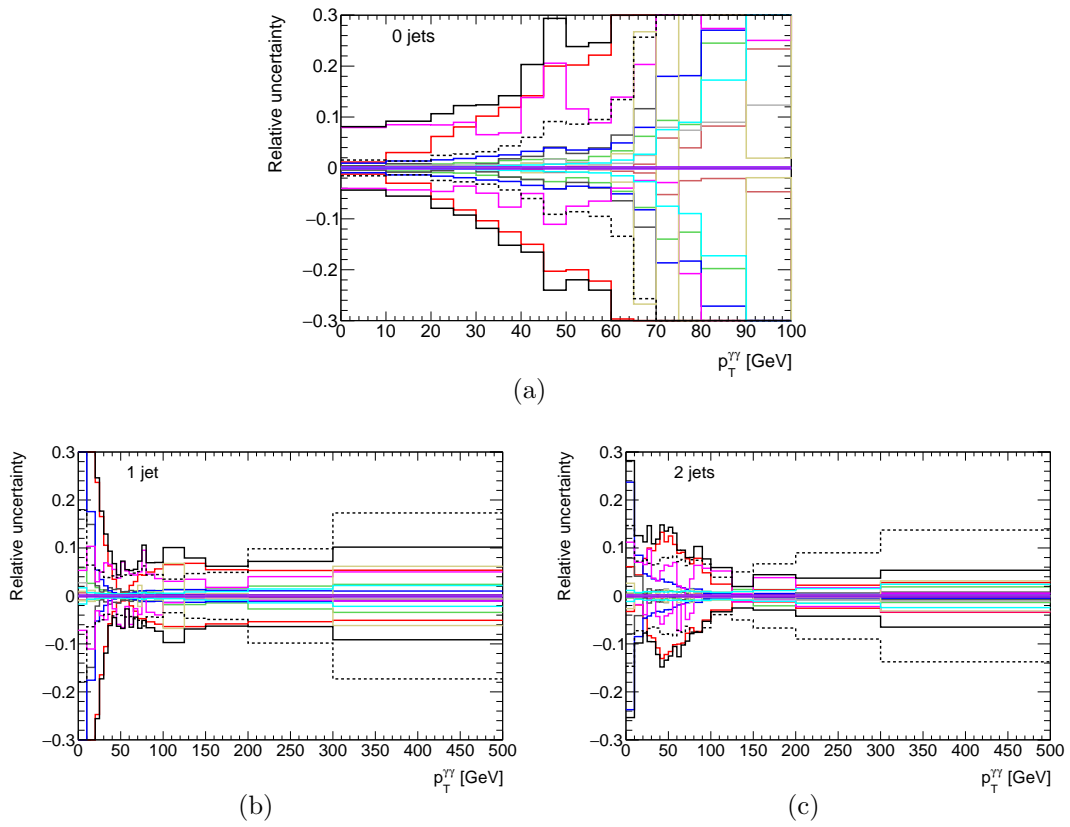 0 jets
Relative uncertainty
0.3
0.2
0.1
0
−0.1
−0.2
−0.3
0 10 20 30 40 50 60 70 80 90 100
p_T^γγ [GeV]
(a)
1 jet
Relative uncertainty
0.3
0.2
0.1
0
−0.1
−0.2
−0.3
0 50 100 150 200 250 300 350 400 450 500
p_T^γγ [GeV]
(b)
2 jets
Relative uncertainty
0.3
0.2
0.1
0
−0.1
−0.2
−0.3
0 50 100 150 200 250 300 350 400 450 500
p_T^γγ [GeV]
(c)